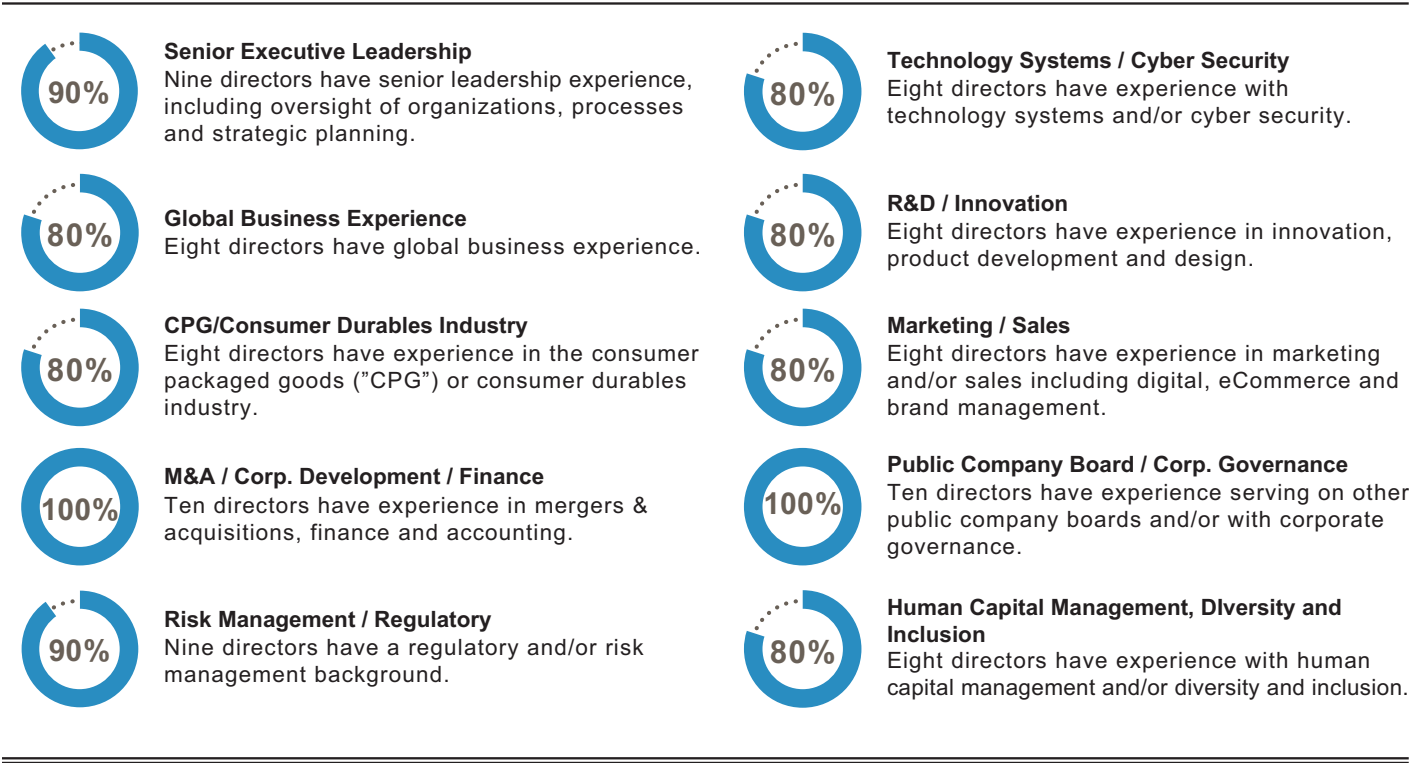 90%
Senior Executive Leadership
Nine directors have senior leadership experience,
including oversight of organizations, processes
and strategic planning.
80%
Global Business Experience
Eight directors have global business experience.
80%
CPG/Consumer Durables Industry
Eight directors have experience in the consumer
packaged goods (”CPG”) or consumer durables
industry.
100%
M&A / Corp. Development / Finance
Ten directors have experience in mergers &
acquisitions, finance and accounting.
90%
Risk Management / Regulatory
Nine directors have a regulatory and/or risk
management background.
80%
Technology Systems / Cyber Security
Eight directors have experience with
technology systems and/or cyber security.
80%
R&D / Innovation
Eight directors have experience in innovation,
product development and design.
80%
Marketing / Sales
Eight directors have experience in marketing
and/or sales including digital, eCommerce and
brand management.
100%
Public Company Board / Corp. Governance
Ten directors have experience serving on other
public company boards and/or with corporate
governance.
80%
Human Capital Management, DIversity and
Inclusion
Eight directors have experience with human
capital management and/or diversity and inclusion.